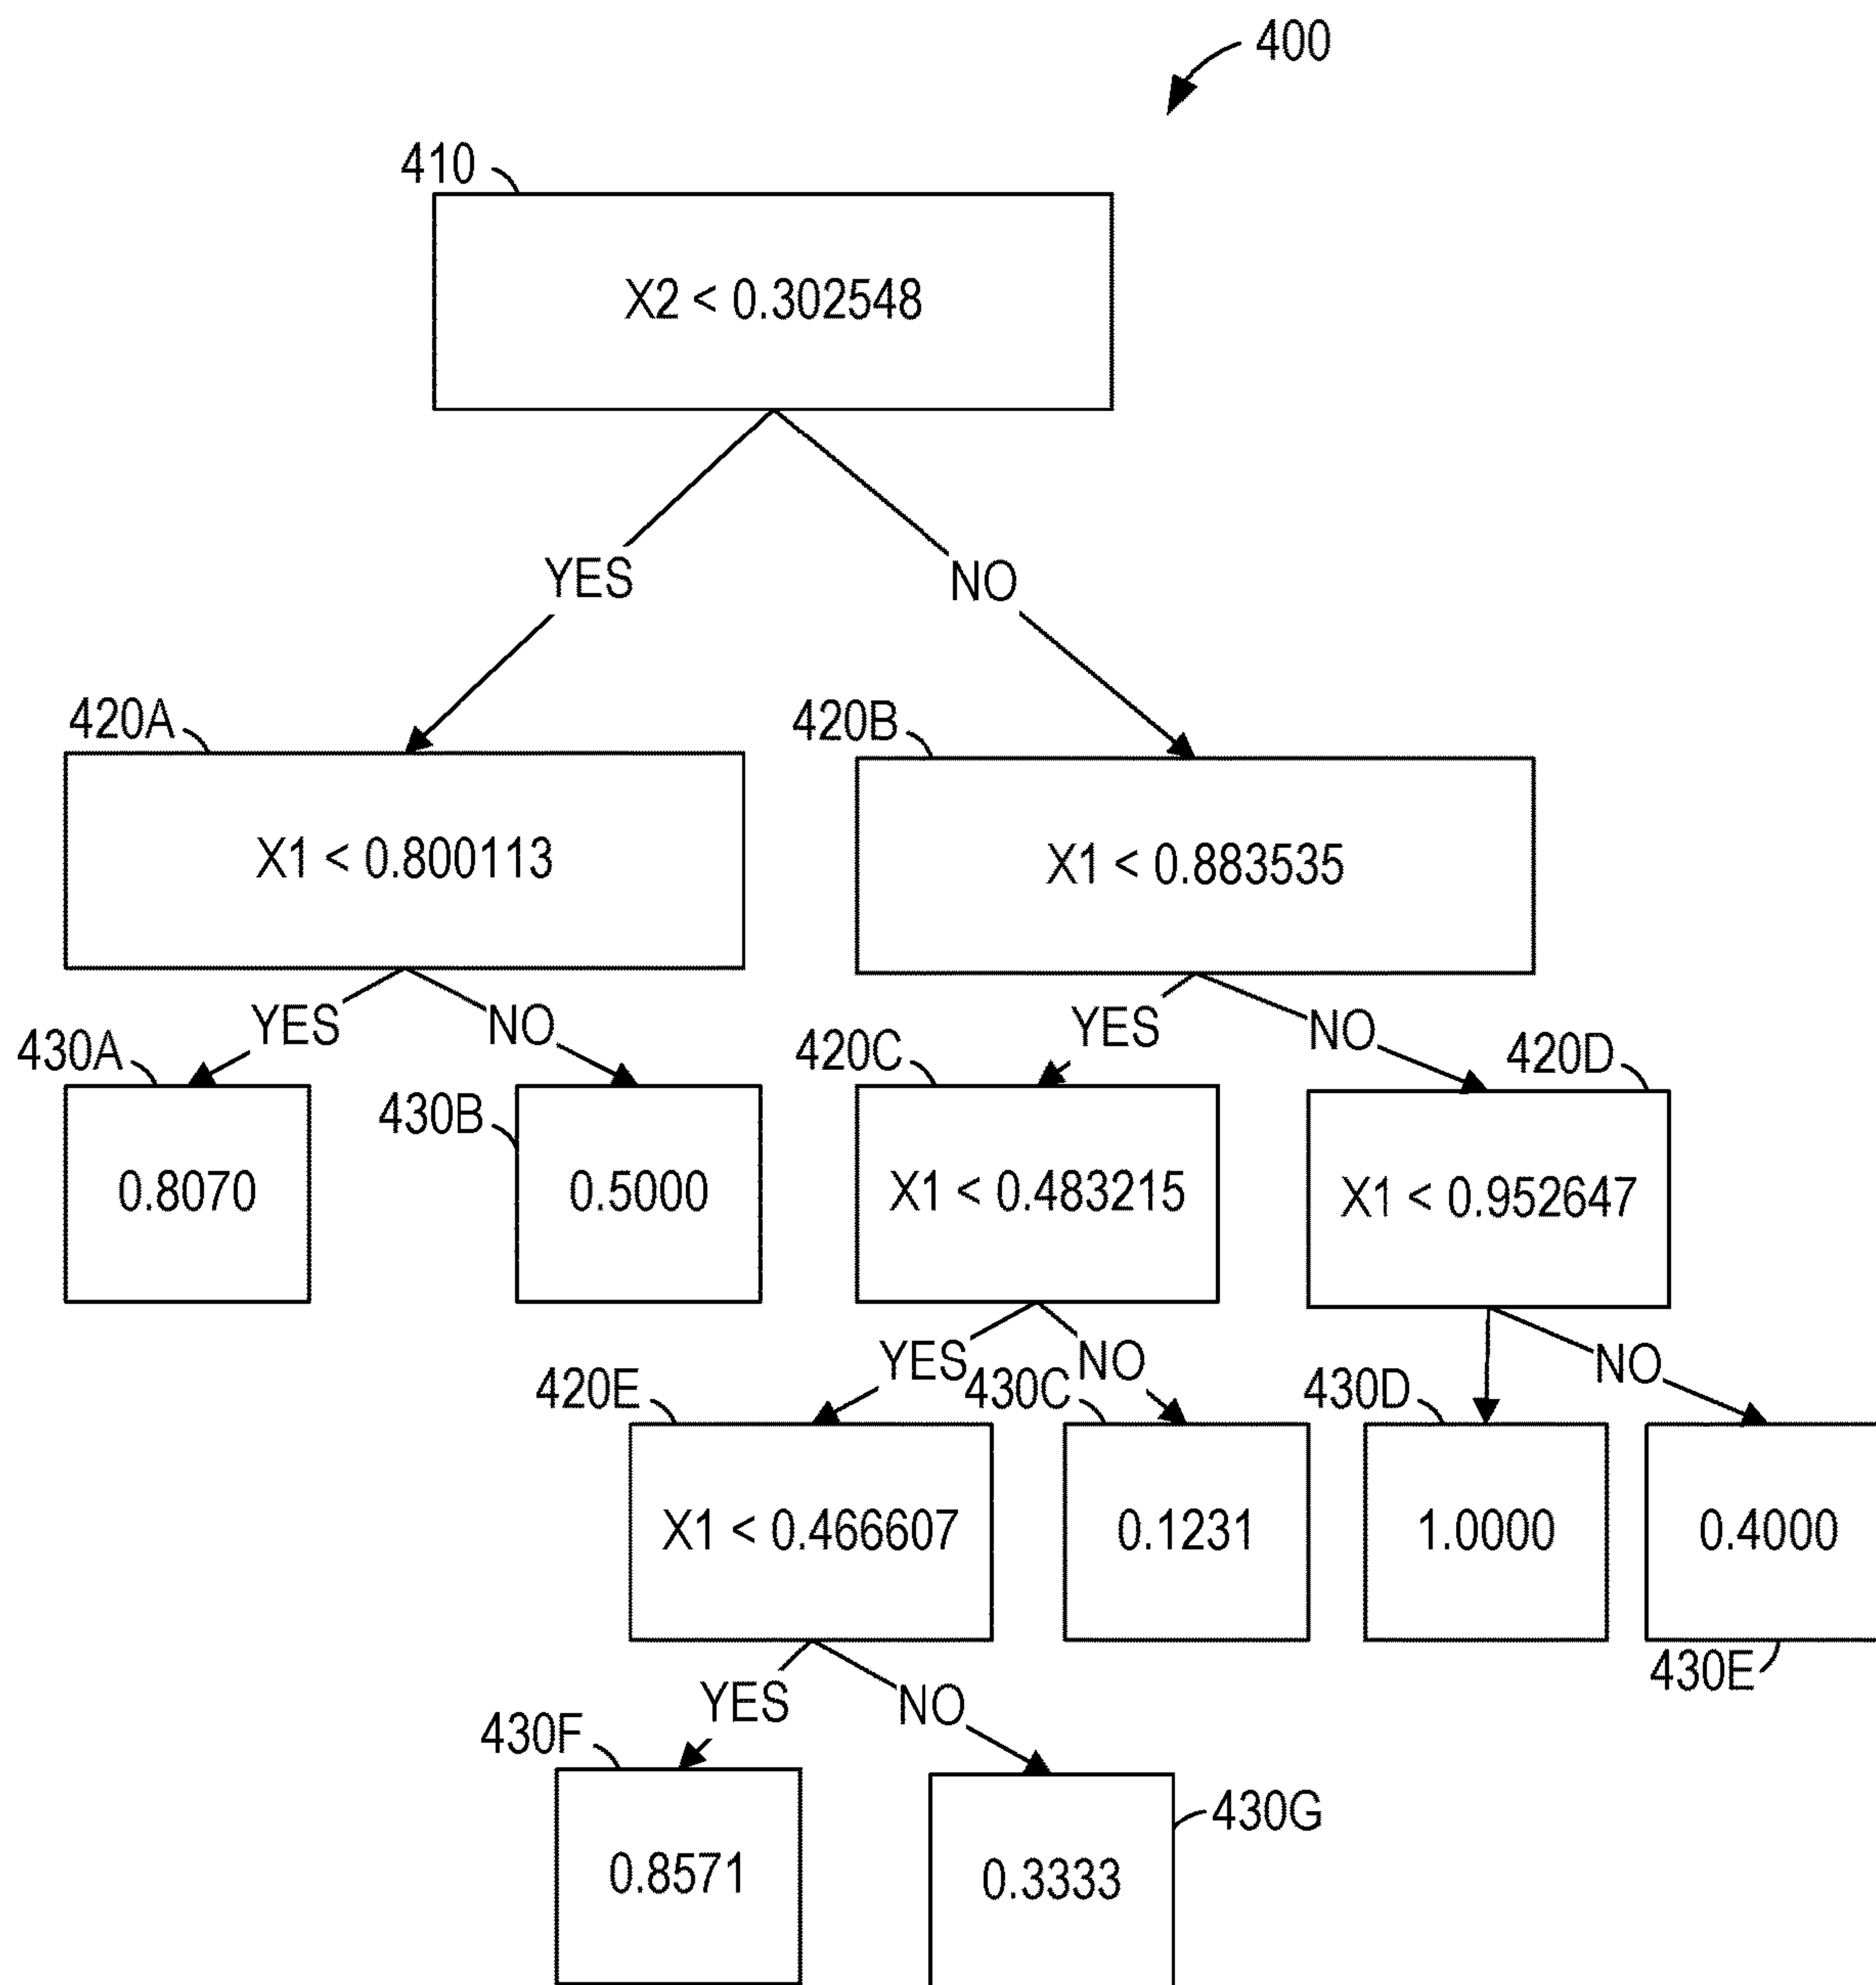 400
410
X2 < 0.302548
YES
NO
420A
420B
X1 < 0.800113
X1 < 0.883535
YES
NO
YES
NO
430A
430B
420C
420D
0.8070
0.5000
X1 < 0.483215
X1 < 0.952647
YES
NO
NO
420E
430C
430D
X1 < 0.466607
0.1231
1.0000
0.4000
430E
YES
NO
430F
430G
0.8571
0.3333